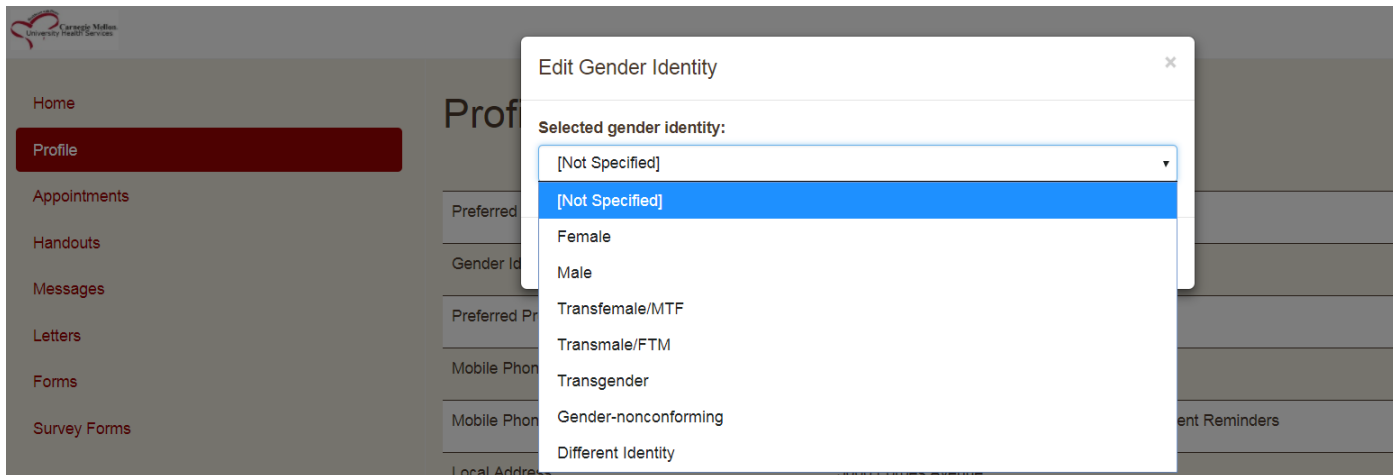 Carnegie Mellon
University Health Services
Edit Gender Identity
×
Home
Profile
Appointments
Handouts
Messages
Letters
Forms
Survey Forms
Profi
Selected gender identity:
[Not Specified]
[Not Specified]
Female
Male
Transfemale/MTF
Transmale/FTM
Transgender
Gender-nonconforming
Different Identity
Preferred
Gender Id
Preferred Pr
Mobile Phon
Mobile Phon
ent Reminders
Local Address